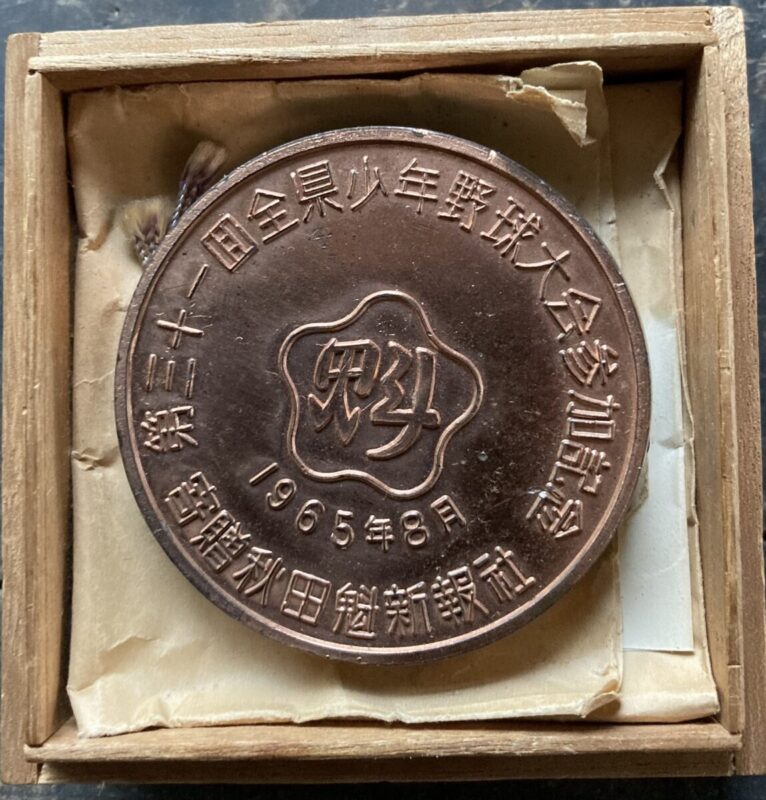 第三十一回全県少年野球大会参加記念
魁
1965年8月
寄贈秋田魁新報社